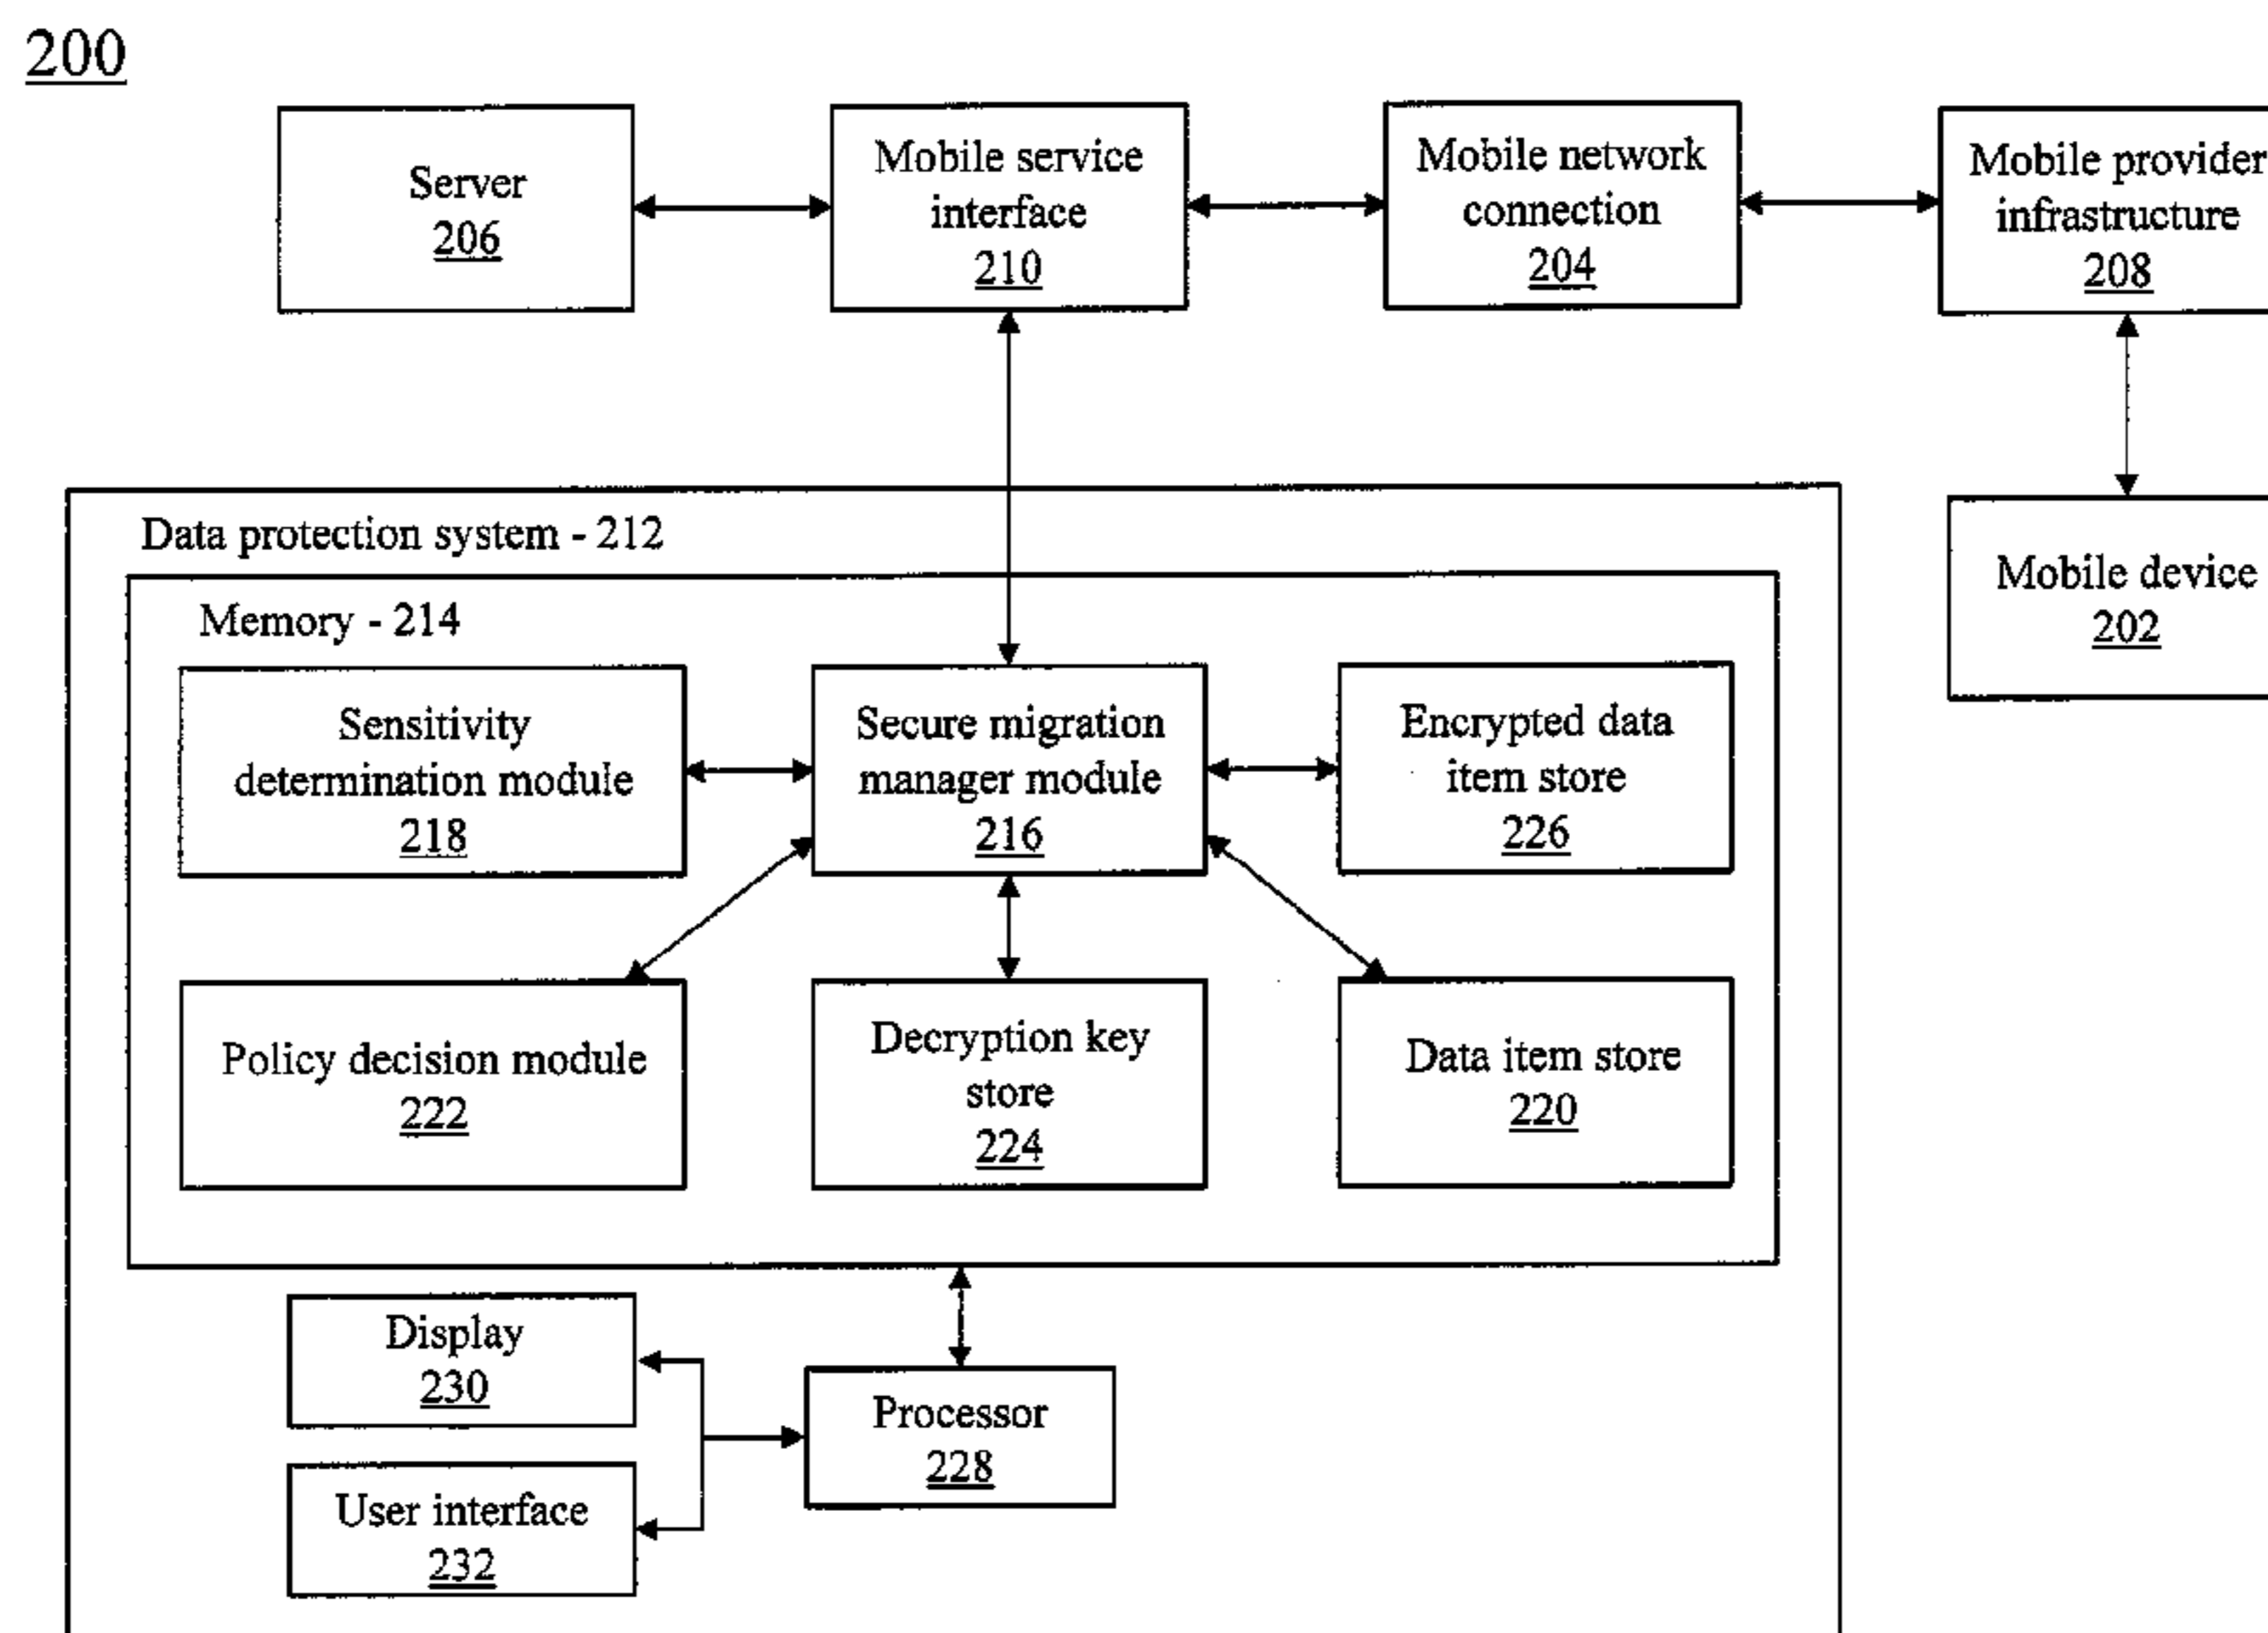 200
Server
206
Mobile service
interface
210
Mobile network
connection
204
Mobile provider
infrastructure
208
Mobile device
202
Data protection system - 212
Memory - 214
Sensitivity
determination module
218
Secure migration
manager module
216
Encrypted data
item store
226
Policy decision module
222
Decryption key
store
224
Data item store
220
Display
230
User interface
232
Processor
228